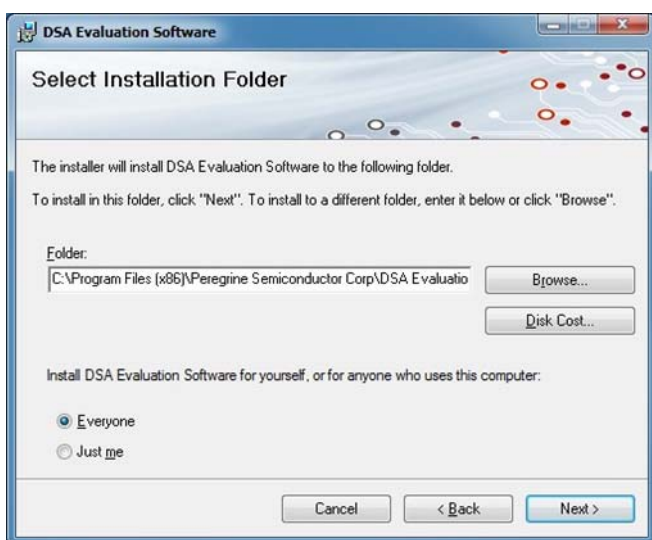 DSA Evaluation Software
Select Installation Folder
The installer will install DSA Evaluation Software to the following folder.
To install in this folder, click "Next". To install to a different folder, enter it below or click "Browse".
Folder:
C:\Program Files (x86)\Peregrine Semiconductor Corp\DSA Evaluatio
Browse...
Disk Cost...
Install DSA Evaluation Software for yourself, or for anyone who uses this computer:
Everyone
Just me
Cancel
< Back
Next >